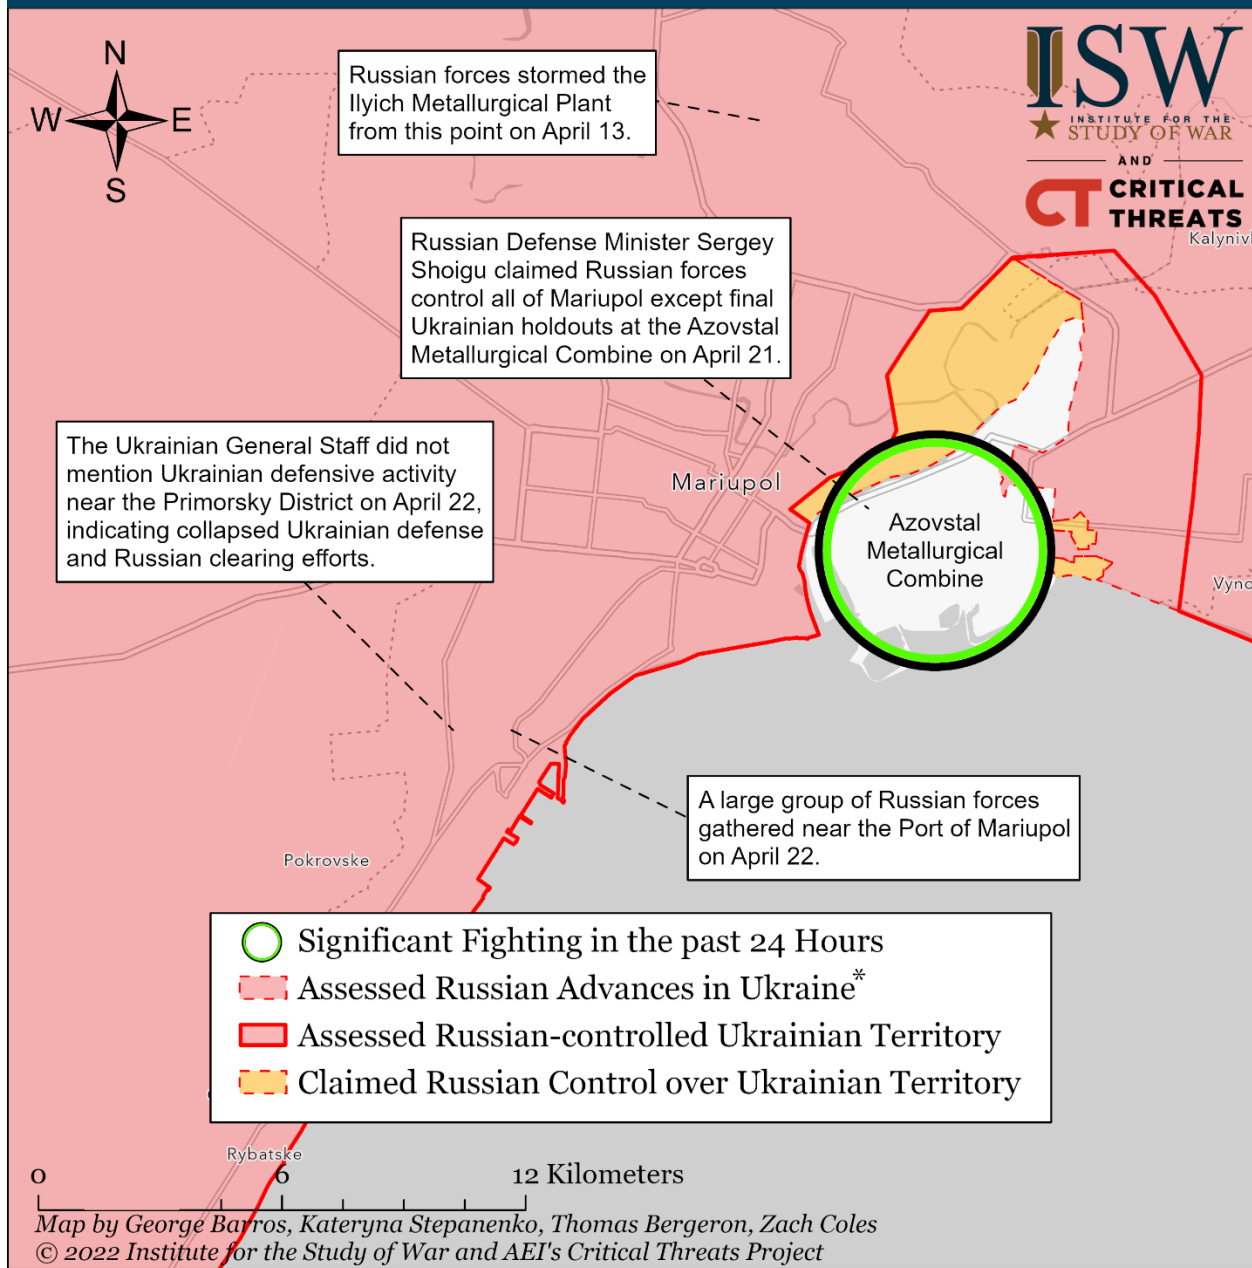 N
W E
S
Russian forces stormed the
Ilyich Metallurgical Plant
from this point on April 13.
ISW
INSTITUTE FOR THE
STUDY OF WAR
AND
CT CRITICAL
THREATS
Russian Defense Minister Sergey
Shoigu claimed Russian forces
control all of Mariupol except final
Ukrainian holdouts at the Azovstal
Metallurgical Combine on April 21.
The Ukrainian General Staff did not
mention Ukrainian defensive activity
near the Primorsky District on April 22,
indicating collapsed Ukrainian defense
and Russian clearing efforts.
Mariupol
Azovstal
Metallurgical
Combine
A large group of Russian forces
gathered near the Port of Mariupol
on April 22.
Pokrovske
Significant Fighting in the past 24 Hours
Assessed Russian Advances in Ukraine*
Assessed Russian-controlled Ukrainian Territory
Claimed Russian Control over Ukrainian Territory
Rybatske
0 6 12 Kilometers
Map by George Barros, Kateryna Stepanenko, Thomas Bergeron, Zach Coles
© 2022 Institute for the Study of War and AEI's Critical Threats Project